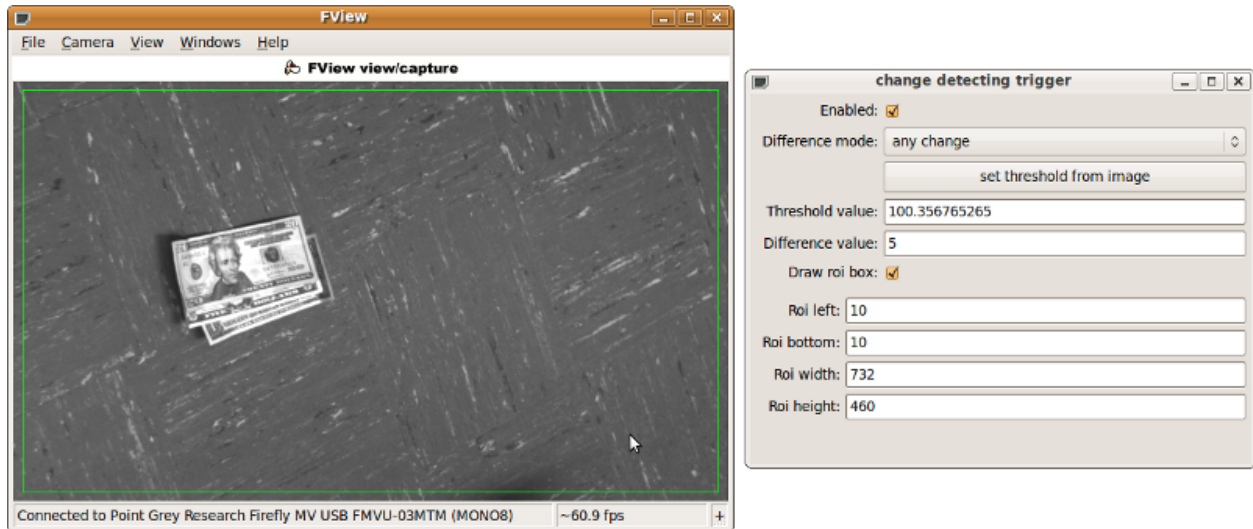 FView
File Camera View Windows Help
FView view/capture
20
Connected to Point Grey Research Firefly MV USB FMVU-03MTM (MONO8) ~60.9 fps +
change detecting trigger
Enabled:
Difference mode: any change
set threshold from image
Threshold value: 100.356765265
Difference value: 5
Draw roi box:
Roi left: 10
Roi bottom: 10
Roi width: 732
Roi height: 460